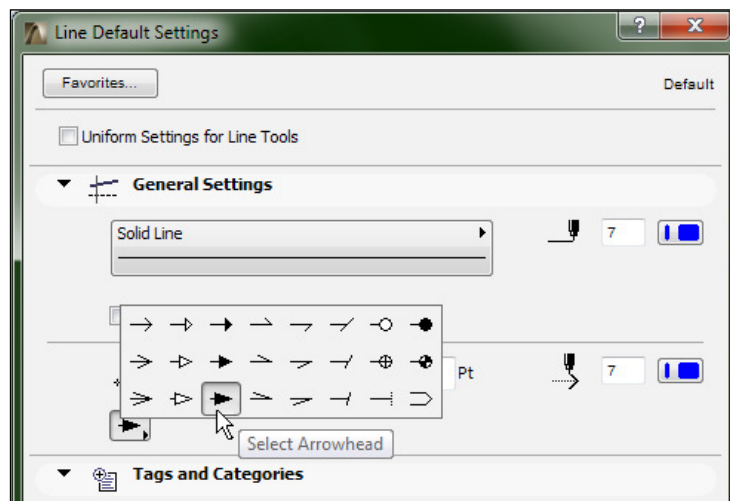 Line Default Settings
?
X
Favorites...
Default
Uniform Settings for Line Tools
General Settings
Solid Line
7
Pt
7
Select Arrowhead
Tags and Categories